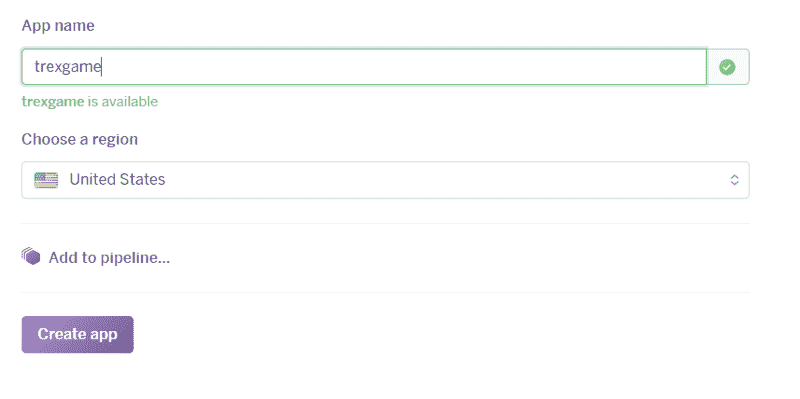 App name
trexgame
trexgame is available
Choose a region
United States
Add to pipeline...
Create app